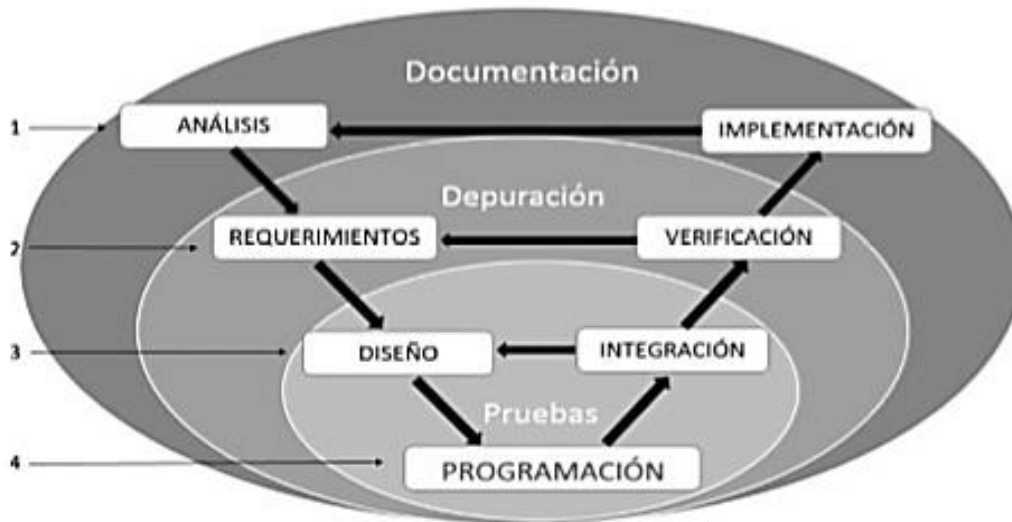 Documentación
1
ANÁLISIS
IMPLEMENTACIÓN
Depuración
2
REQUERIMIENTOS
VERIFICACIÓN
3
DISEÑO
INTEGRACIÓN
Pruebas
4
PROGRAMACIÓN